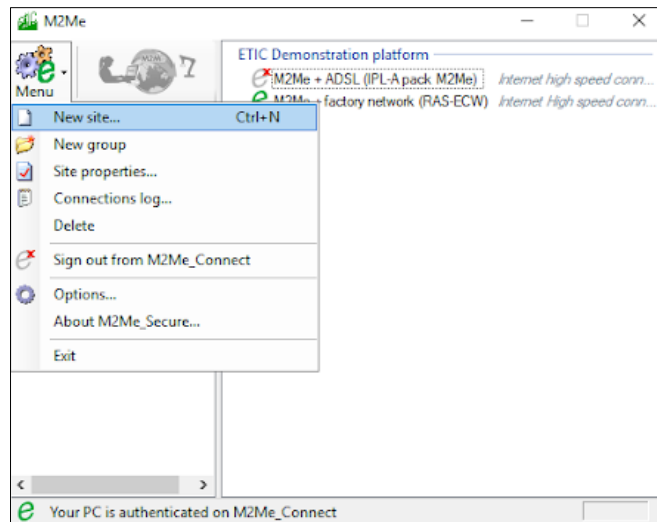 M2Me
Menu
ETIC Demonstration platform
M2Me + ADSL (IPL-A pack M2Me) Internet high speed conn...
M2Me + factory network (RAS-ECW) Internet High speed conn...
New site... Ctrl+N
New group
Site properties...
Connections log...
Delete
Sign out from M2Me_Connect
Options...
About M2Me_Secure...
Exit
Your PC is authenticated on M2Me_Connect